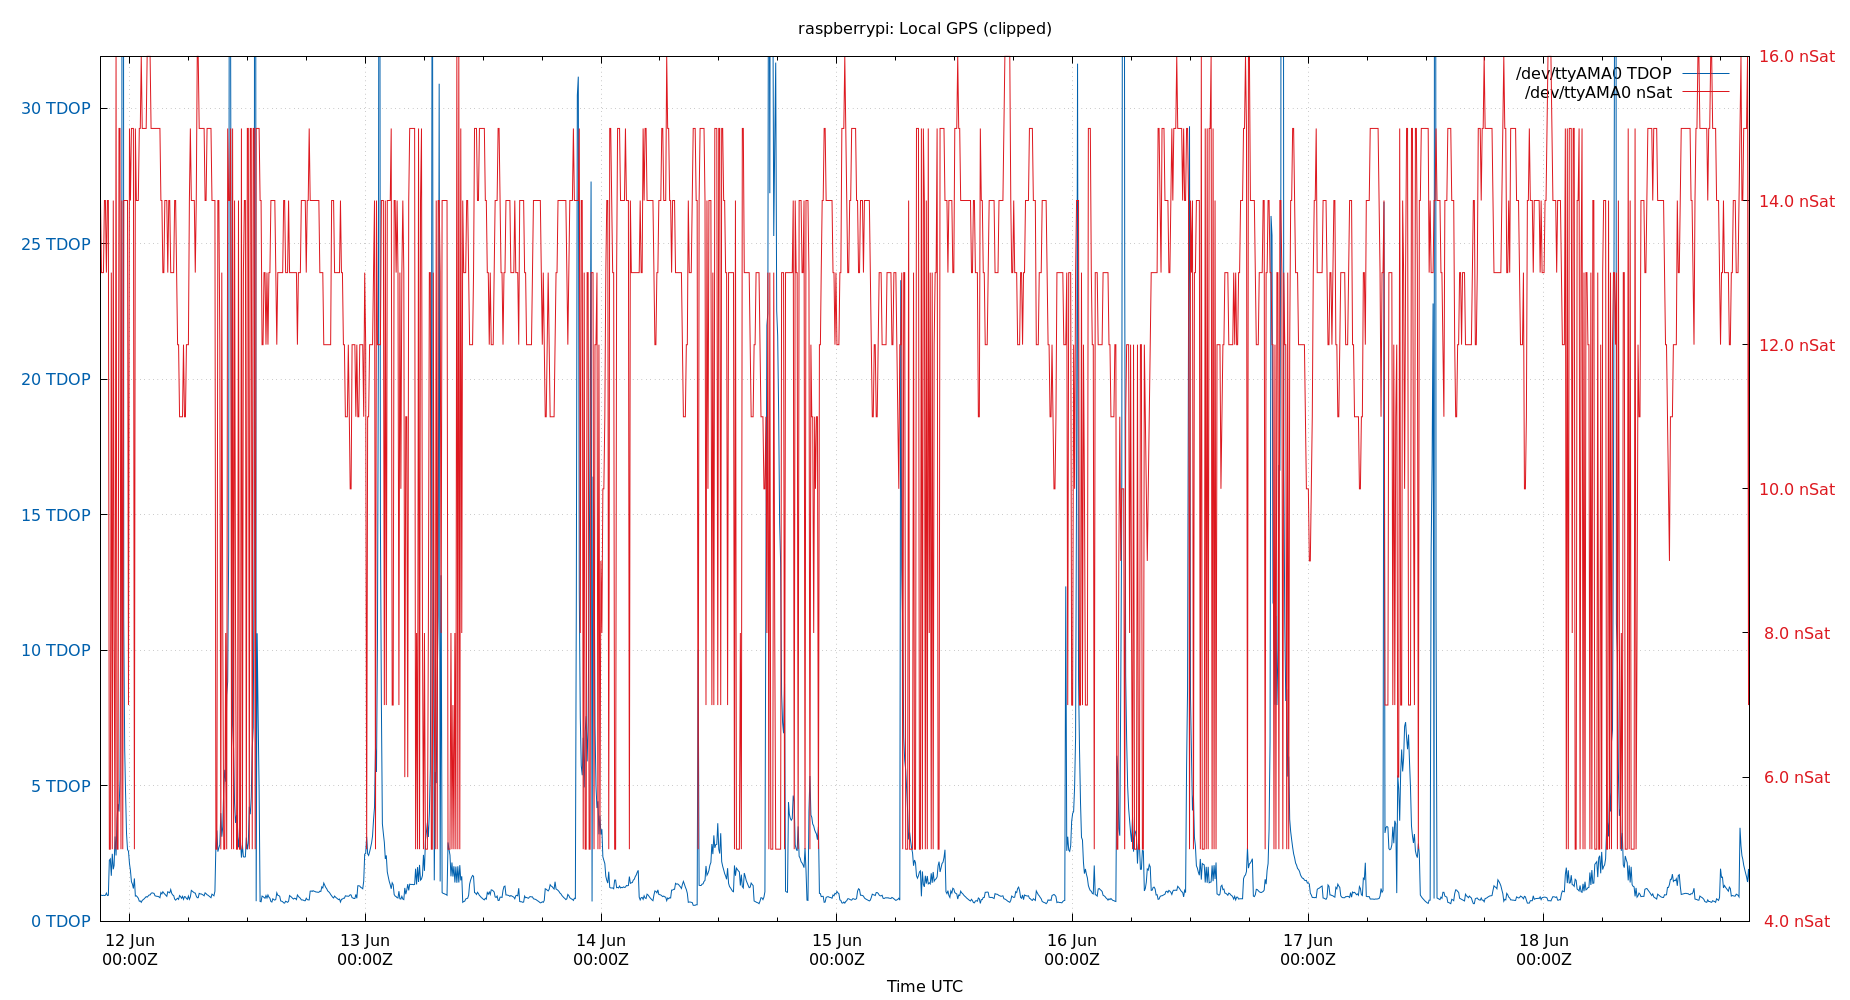 raspberrypi: Local GPS (clipped)
/dev/ttyAMA0 TDOP
/dev/ttyAMA0 nSat
30 TDOP
25 TDOP
20 TDOP
15 TDOP
10 TDOP
5 TDOP
0 TDOP
16.0 nSat
14.0 nSat
12.0 nSat
10.0 nSat
8.0 nSat
6.0 nSat
4.0 nSat
12 Jun
00:00Z
13 Jun
00:00Z
14 Jun
00:00Z
15 Jun
00:00Z
16 Jun
00:00Z
17 Jun
00:00Z
18 Jun
00:00Z
Time UTC